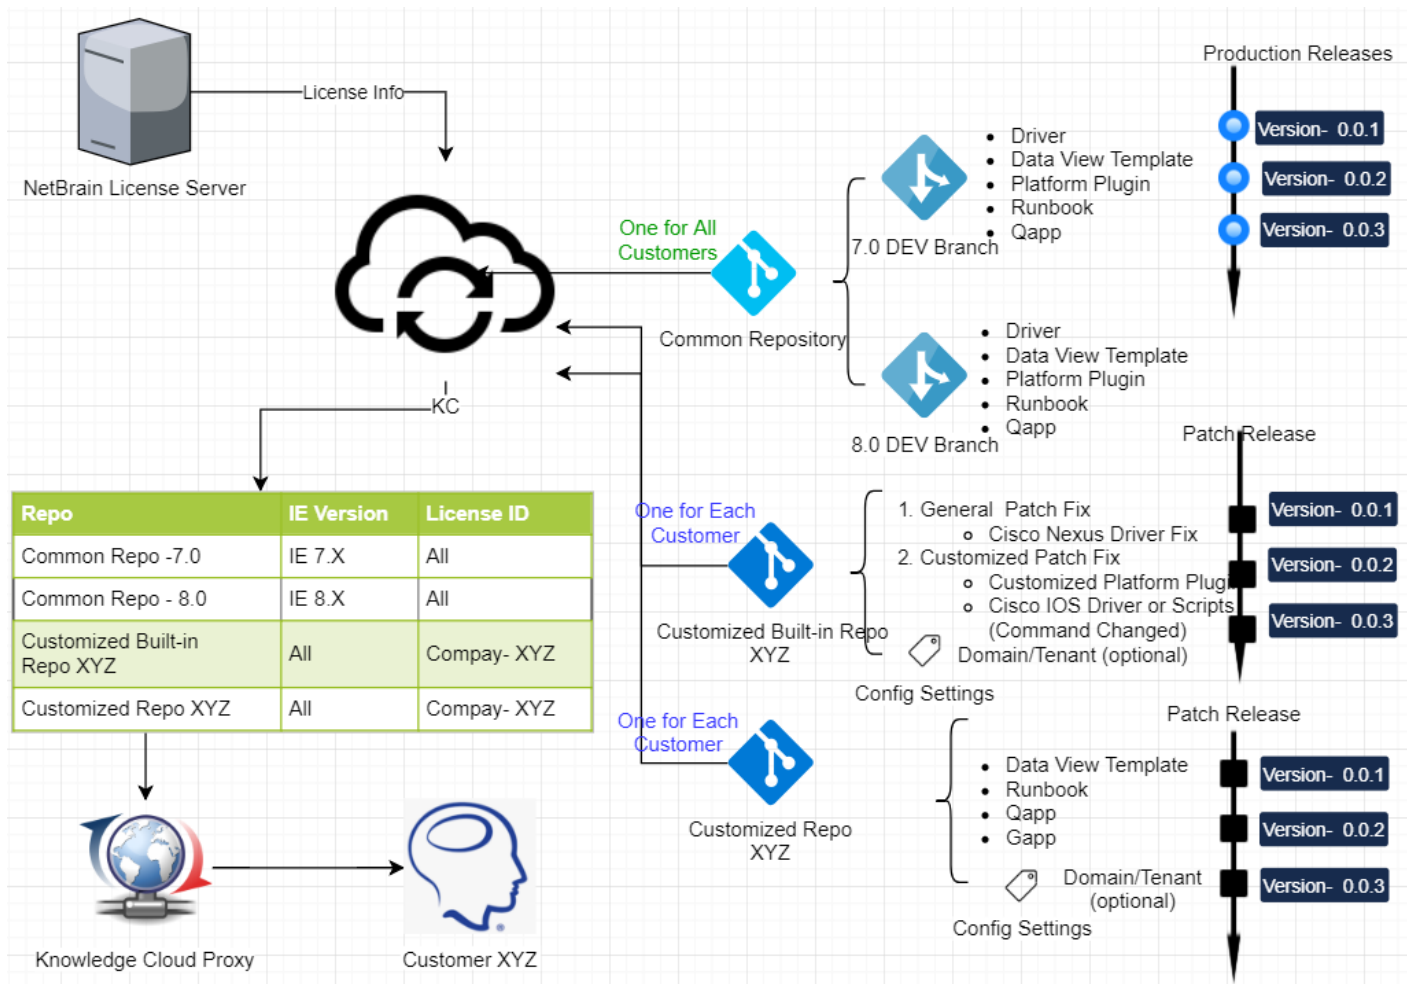 Production Releases
Version- 0.0.1
Version- 0.0.2
Version- 0.0.3
License Info
NetBrain License Server
One for All
Customers
Common Repository
7.0 DEV Branch
• Driver
• Data View Template
• Platform Plugin
• Runbook
• Qapp
8.0 DEV Branch
• Driver
• Data View Template
• Platform Plugin
• Runbook
• Qapp
KC
Repo IE Version License ID
Common Repo -7.0 IE 7.X All
Common Repo - 8.0 IE 8.X All
Customized Built-in
Repo XYZ All Compay- XYZ
Customized Repo XYZ All Compay- XYZ
One for Each
Customer
Customized Built-in Repo
XYZ
1. General Patch Fix
Cisco Nexus Driver Fix
2. Customized Patch Fix
Customized Platform Plugi
Cisco IOS Driver or Scripts
(Command Changed)
Domain/Tenant (optional)
Config Settings
Patch Release
Version- 0.0.1
Version- 0.0.2
Version- 0.0.3
One for Each
Customer
Customized Repo
XYZ
• Data View Template
• Runbook
• Qapp
• Gapp
Domain/Tenant
(optional)
Config Settings
Patch Release
Version- 0.0.1
Version- 0.0.2
Version- 0.0.3
Knowledge Cloud Proxy
Customer XYZ